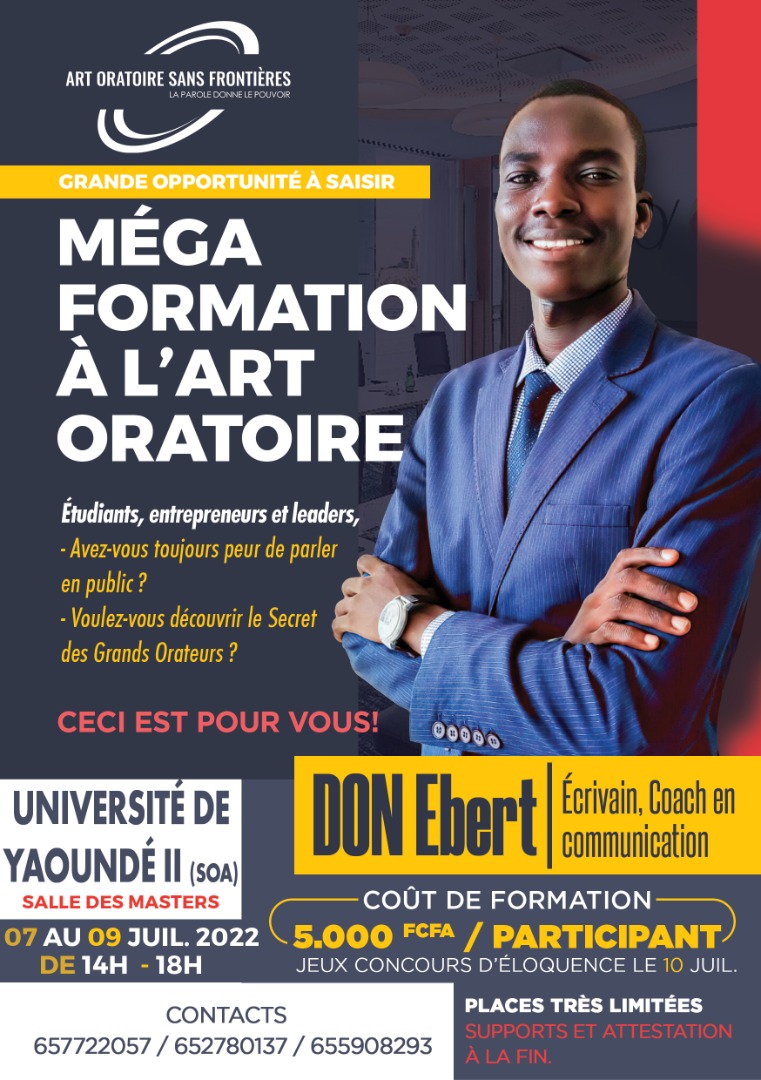 ART ORATOIRE SANS FRONTIÈRES
LA PAROLE DONNE LE POUVOIR
GRANDE OPPORTUNITÉ À SAISIR
MÉGA
FORMATION
À L'ART
ORATOIRE
Étudiants, entrepreneurs et leaders,
- Avez-vous toujours peur de parler
en public ?
- Voulez-vous découvrir le Secret
des Grands Orateurs ?
CECI EST POUR VOUS!
DON Ebert
Écrivain, Coach en
communication
UNIVERSITÉ DE
YAOUNDÉ II (SOA)
SALLE DES MASTERS
07 AU 09 JUIL. 2022
DE 14H - 18H
COÛT DE FORMATION
5.000 FCFA / PARTICIPANT
JEUX CONCOURS D'ÉLOQUENCE LE 10 JUIL.
CONTACTS
657722057 / 652780137 / 655908293
PLACES TRÈS LIMITÉES
SUPPORTS ET ATTESTATION
À LA FIN.